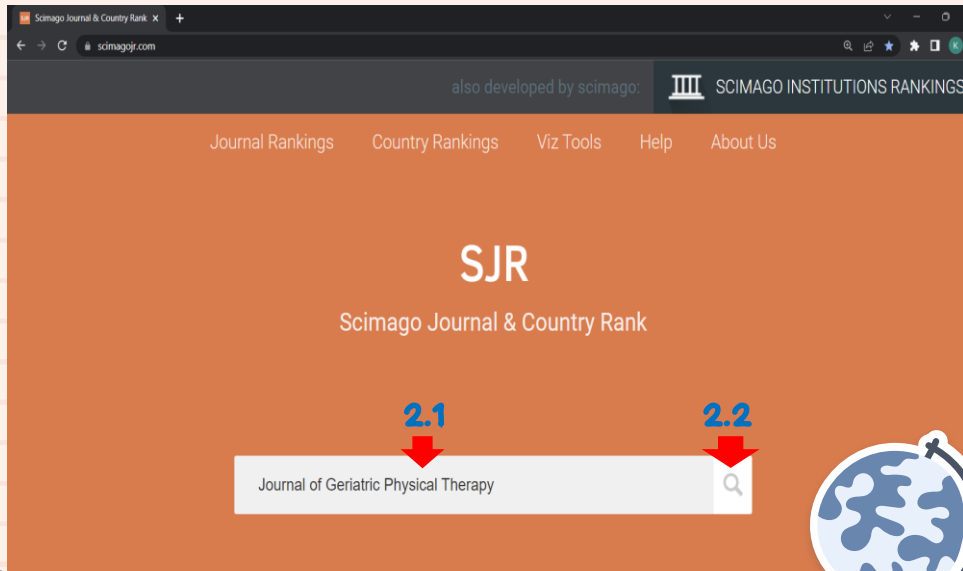 Scimago Journal & Country Rank
scimagojr.com
K
also developed by scimago:
SCIMAGO INSTITUTIONS RANKINGS
Journal Rankings Country Rankings Viz Tools Help About Us
SJR
Scimago Journal & Country Rank
2.1 2.2
Journal of Geriatric Physical Therapy